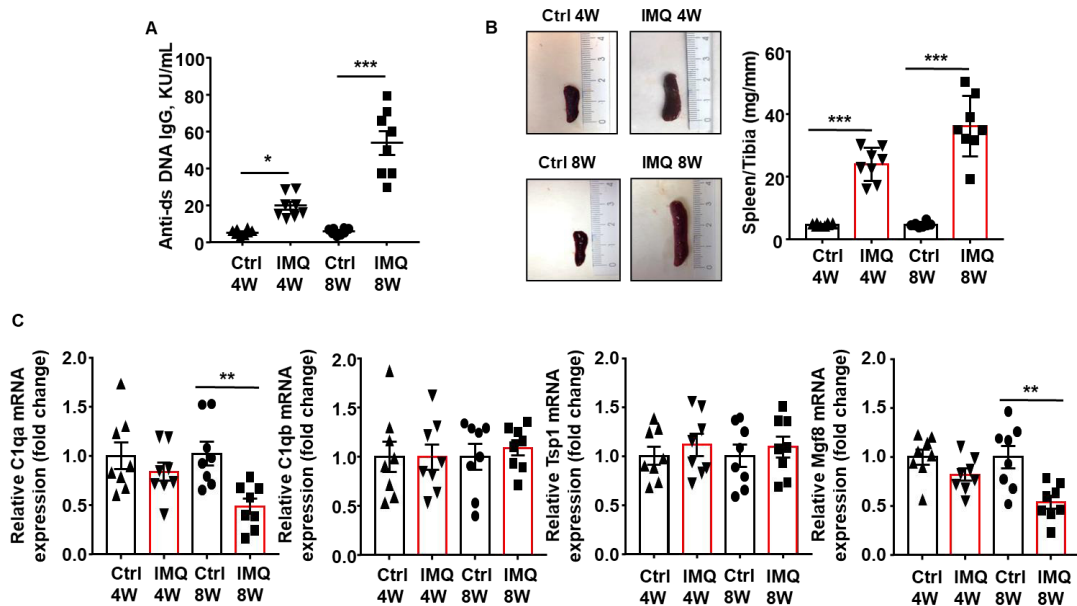 A
Anti-ds DNA IgG, KU/mL
100
80
60
40
20
0
*
***
Ctrl 4W
IMQ 4W
Ctrl 8W
IMQ 8W
B
Ctrl 4W
IMQ 4W
Ctrl 8W
IMQ 8W
Spleen/Tibia (mg/mm)
60
40
20
0
***
***
Ctrl 4W
IMQ 4W
Ctrl 8W
IMQ 8W
C
Relative C1qa mRNA
expression (fold change)
2.0
1.5
1.0
0.5
0.0
**
Ctrl 4W
IMQ 4W
Ctrl 8W
IMQ 8W
Relative C1qb mRNA
expression (fold change)
2.0
1.5
1.0
0.5
0.0
Ctrl 4W
IMQ 4W
Ctrl 8W
IMQ 8W
Relative Tsp1 mRNA
expression (fold change)
2.0
1.5
1.0
0.5
0.0
Ctrl 4W
IMQ 4W
Ctrl 8W
IMQ 8W
Relative Mgf8 mRNA
expression (fold change)
2.0
1.5
1.0
0.5
0.0
**
Ctrl 4W
IMQ 4W
Ctrl 8W
IMQ 8W